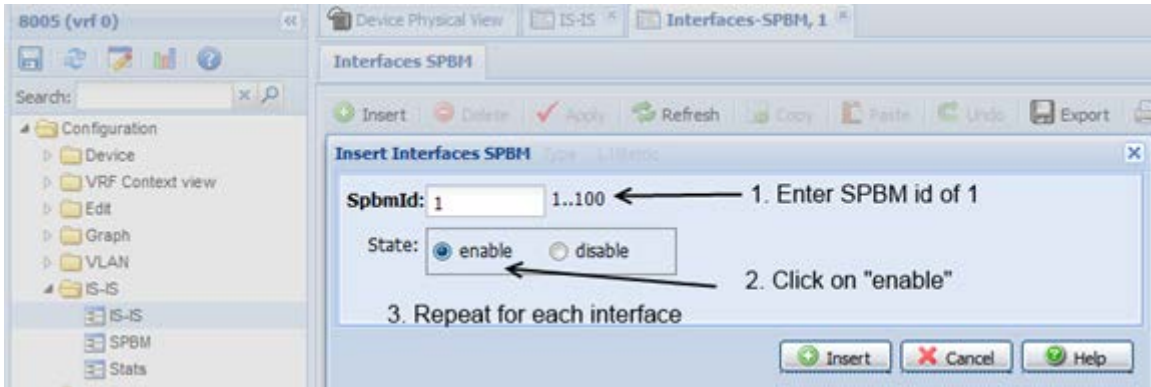 8005 (vrf 0)
Device Physical View
IS-IS
Interfaces-SPBM, 1
Interfaces SPBM
Search:
Insert Delete Apply Refresh Copy Paste Undo Export
Configuration
Device
VRF Context view
Edit
Graph
VLAN
IS-IS
IS-IS
SPBM
Stats
Insert Interfaces SPBM
SpbmId: 1 1..100
1. Enter SPBM id of 1
State: enable disable
2. Click on "enable"
3. Repeat for each interface
Insert Cancel Help